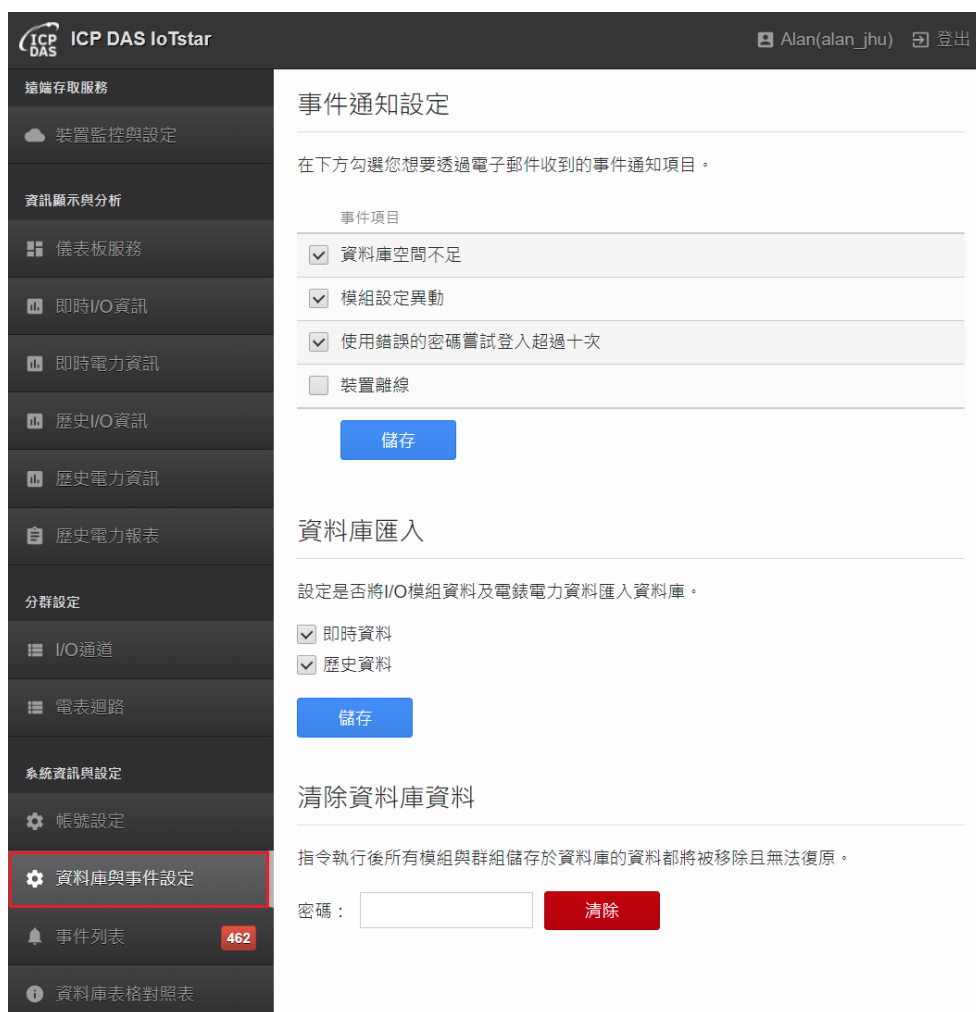 ICP DAS
ICP DAS IoTstar
Alan(alan_jhu) 登出
遠端存取服務
裝置監控與設定
資訊顯示與分析
儀表板服務
即時I/O資訊
即時電力資訊
歷史I/O資訊
歷史電力資訊
歷史電力報表
分群設定
I/O通道
電表迴路
系統資訊與設定
帳號設定
資料庫與事件設定
事件列表 462
資料庫表格對照表
事件通知設定
在下方勾選您想要透過電子郵件收到的事件通知項目。
事件項目
資料庫空間不足
模組設定異動
使用錯誤的密碼嘗試登入超過十次
裝置離線
儲存
資料庫匯入
設定是否將I/O模組資料及電錶電力資料匯入資料庫。
即時資料
歷史資料
儲存
清除資料庫資料
指令執行後所有模組與群組儲存於資料庫的資料都將被移除且無法復原。
密碼： 清除